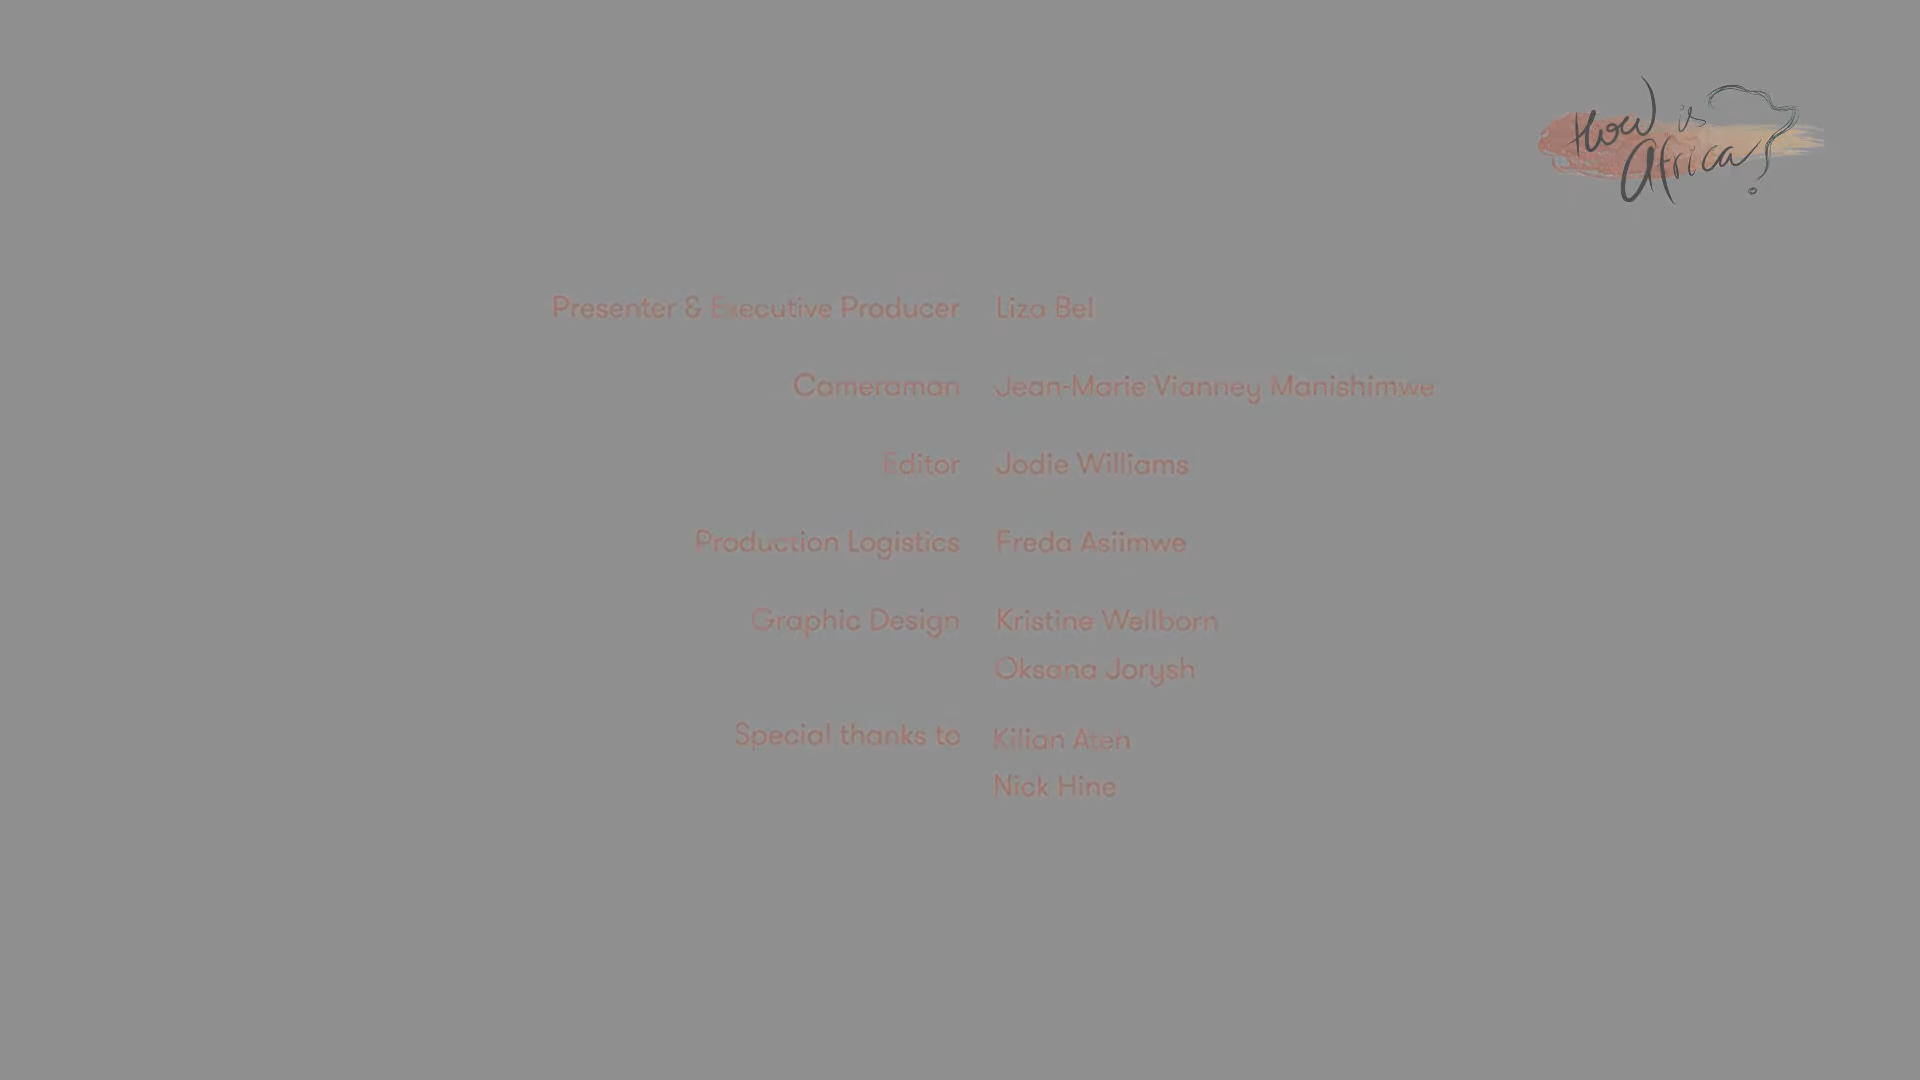 How is
Africa?
Presenter & Executive Producer Liza Bel
Cameraman Jean-Marie Vianney Manishimwe
Editor Jodie Williams
Production Logistics Freda Asiimwe
Graphic Design Kristine Wellborn
Oksana Jorysh
Special thanks to Kilian Ateh
Nick Hine